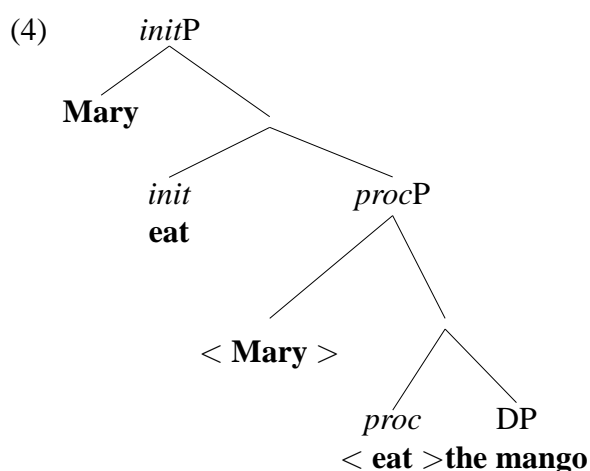 (4) initP
Mary
init procP
eat
< Mary >
proc DP
< eat >the mango